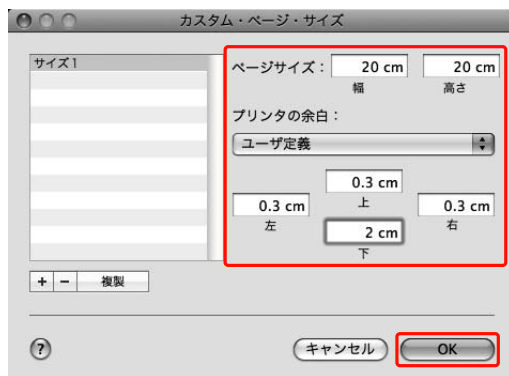 カスタム・ページ・サイズ
サイズ1
ページサイズ： 20 cm 20 cm
幅 高さ
プリンタの余白：
ユーザ定義
0.3 cm
上
0.3 cm 0.3 cm
左 右
2 cm
下
+ − 複製
? キャンセル OK